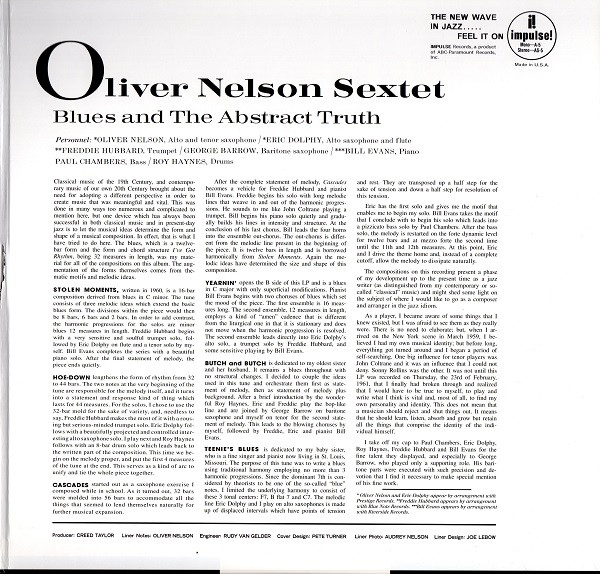 THE NEW WAVE
IN JAZZ.....
FEEL IT ON
impulse!
Mono—A-5
Stereo—AS-5
IMPULSE Records, a product
of ABC-Paramount Records,
Inc.
Made in U.S.A.
Oliver Nelson Sextet
Blues and The Abstract Truth
Personnel: *OLIVER NELSON, Alto and tenor saxophone / *ERIC DOLPHY, Alto saxophone and flute
**FREDDIE HUBBARD, Trumpet / GEORGE BARROW, Baritone saxophone / ***BILL EVANS, Piano
PAUL CHAMBERS, Bass / ROY HAYNES, Drums
Classical music of the 19th Century, and contempo-
rary music of our own 20th Century brought about the
need for adopting a different perspective in order to
create music that was meaningful and vital. This was
done in many ways too numerous and complicated to
mention here, but one device which has always been
successful in both classical music and in present-day
jazz is to let the musical ideas determine the form and
shape of a musical composition. In effect, that is what I
have tried to do here. The blues, which is a twelve-
bar form and the form and chord structure I've Got
Rhythm, being 32 measures in length, was my mate-
rial for all of the compositions on this album. The aug-
mentation of the forms themselves comes from the-
matic motifs and melodic ideas.
STOLEN MOMENTS, written in 1960, is a 16-bar
composition derived from blues in C minor. The tune
consists of three melodic ideas which extend the basic
blues form. The divisions within the piece would then
be 8 bars, 6 bars and 2 bars. In order to add contrast,
the harmonic progressions for the solos are minor
blues 12 measures in length. Freddie Hubbard begins
with a very sensitive and soulful trumpet solo, fol-
lowed by Eric Dolphy on flute and a tenor solo by my-
self. Bill Evans completes the series with a beautiful
piano solo. After the final statement of melody, the
piece ends quietly.
HOE-DOWN lengthens the form of rhythm from 32
to 44 bars. The two notes at the very beginning of the
tune are responsible for the melody itself, and it turns
into a statement and response kind of thing which
lasts for 44 measures. For the solos, I chose to use the
32-bar mold for the sake of variety, and, needless to
say, Freddie Hubbard makes the most of it with a rous-
ing but serious-minded trumpet solo. Eric Dolphy fol-
lows with a beautifully projected and controlled inter-
esting alto saxophone solo. I play next and Roy Haynes
follows with an 8-bar drum solo which leads back to
the written part of the composition. This time we be-
gin on the melody proper, and put the first 4 measures
of the tune at the end. This serves as a kind of arc to
unify and tie the whole piece together.
CASCADES started out as a saxophone exercise I
composed while in school. As it turned out, 32 bars
were molded into 56 bars to accommodate all the
things that seemed to lend themselves naturally for
further musical expansion.
After the complete statement of melody, Cascades
becomes a vehicle for Freddie Hubbard and pianist
Bill Evans. Freddie begins his solo with long melodic
lines that weave in and out of the harmonic progres-
sions. He sounds to me like John Coltrane playing a
trumpet. Bill begins his piano solo quietly and gradu-
ally builds his lines in intensity and structure. At the
conclusion of his last chorus, Bill leads the four horns
into the ensemble out-chorus. The out-chorus is differ-
ent from the melodic line present in the beginning of
the piece. It is twelve bars in length and is borrowed
harmonically from Stolen Moments. Again the me-
lodic ideas have determined the size and shape of this
composition.
YEARNIN' opens the B side of this LP and is a blues
in C major with only superficial modifications. Pianist
Bill Evans begins with two choruses of blues which set
the mood of the piece. The first ensemble is 16 meas-
ures long. The second ensemble, 12 measures in length,
employs a kind of "amen" cadence that is different
from the liturgical one in that it is stationary and does
not move when the harmonic progression is resolved.
The second ensemble leads directly into Eric Dolphy's
alto solo, a trumpet solo by Freddie Hubbard, and
some sensitive playing by Bill Evans.
BUTCH and BUTCH is dedicated to my oldest sister
and her husband. It remains a blues throughout with
no structural changes. I decided to couple the ideas
used in this tune and orchestrate them first as state-
ment of melody, then as statement of melody plus
background. After a brief introduction by the wonder-
ful Roy Haynes, Eric and Freddie play the be-bop-like
line and are joined by George Barrow on baritone
saxophone and myself on tenor for the second state-
ment of melody. This leads to the blowing choruses by
myself, followed by Freddie, Eric and pianist Bill
Evans.
TEENIE'S BLUES is dedicated to my baby sister,
who is a fine singer and pianist now living in St. Louis,
Missouri. The purpose of this tune was to write a blues
using traditional harmony employing no more than 3
harmonic progressions. Since the dominant 7th is con-
sidered by theorists to be one of the so-called "blue"
notes, I limited the underlying harmony to consist of
these 3 tonal centers: F7, B flat 7 and C7. The melodic
line Eric Dolphy and I play on alto saxophones is made
up of displaced intervals which have points of tension
and rest. They are transposed up a half step for the
sake of tension and down a half step for resolution of
this tension.
Eric has the first solo and gives me the motif that
enables me to begin my solo. Bill Evans takes the motif
that I conclude with to begin his solo which leads into
a pizzicato bass solo by Paul Chambers. After the bass
solo, the melody is restated on the forte dynamic level
for twelve bars and at mezzo forte the second time
until the 11th and 12th measures. At this point, Eric
and I drive the theme home and, instead of a complete
cutoff, allow the melody to dissipate naturally.
The compositions on this recording present a phase
of my development up to the present time as a jazz
writer (as distinguished from my contemporary or so-
called "classical" music) and might shed some light on
the subject of where I would like to go as a composer
and arranger in the jazz idiom.
As a player, I became aware of some things that I
knew existed, but I was afraid to see them as they really
were. There is no need to elaborate; but, when I ar-
rived on the New York scene in March 1959, I be-
lieved I had my own musical identity; but before long,
everything got turned around and I began a period of
self-searching. One big influence for tenor players was
John Coltrane and it was an influence that I could not
deny. Sonny Rollins was the other. It was not until this
LP was recorded on Thursday, the 23rd of February,
1961, that I finally had broken through and realized
that I would have to be true to myself, to play and
write what I think is vital and, most of all, to find my
own personality and identity. This does not mean that
a musician should reject and shut things out. It means
that he should learn, listen, absorb and grow but retain
all the things that comprise the identity of the indi-
vidual himself.
I take off my cap to Paul Chambers, Eric Dolphy,
Roy Haynes, Freddie Hubbard and Bill Evans for the
fine talent they displayed, and especially to George
Barrow, who played only a supporting role. His bari-
tone parts were executed with such precision and de-
votion that I find it necessary to make special mention
of his fine work.
* Oliver Nelson and Eric Dolphy appear by arrangement with
Prestige Records. **Freddie Hubbard appears by arrangement
with Blue Note Records. ***Bill Evans appears by arrangement
with Riverside Records.
Producer: CREED TAYLOR Liner Notes: OLIVER NELSON Engineer: RUDY VAN GELDER Cover Design: PETE TURNER Liner Photo: AUDREY NELSON Liner Design: JOE LEBOW